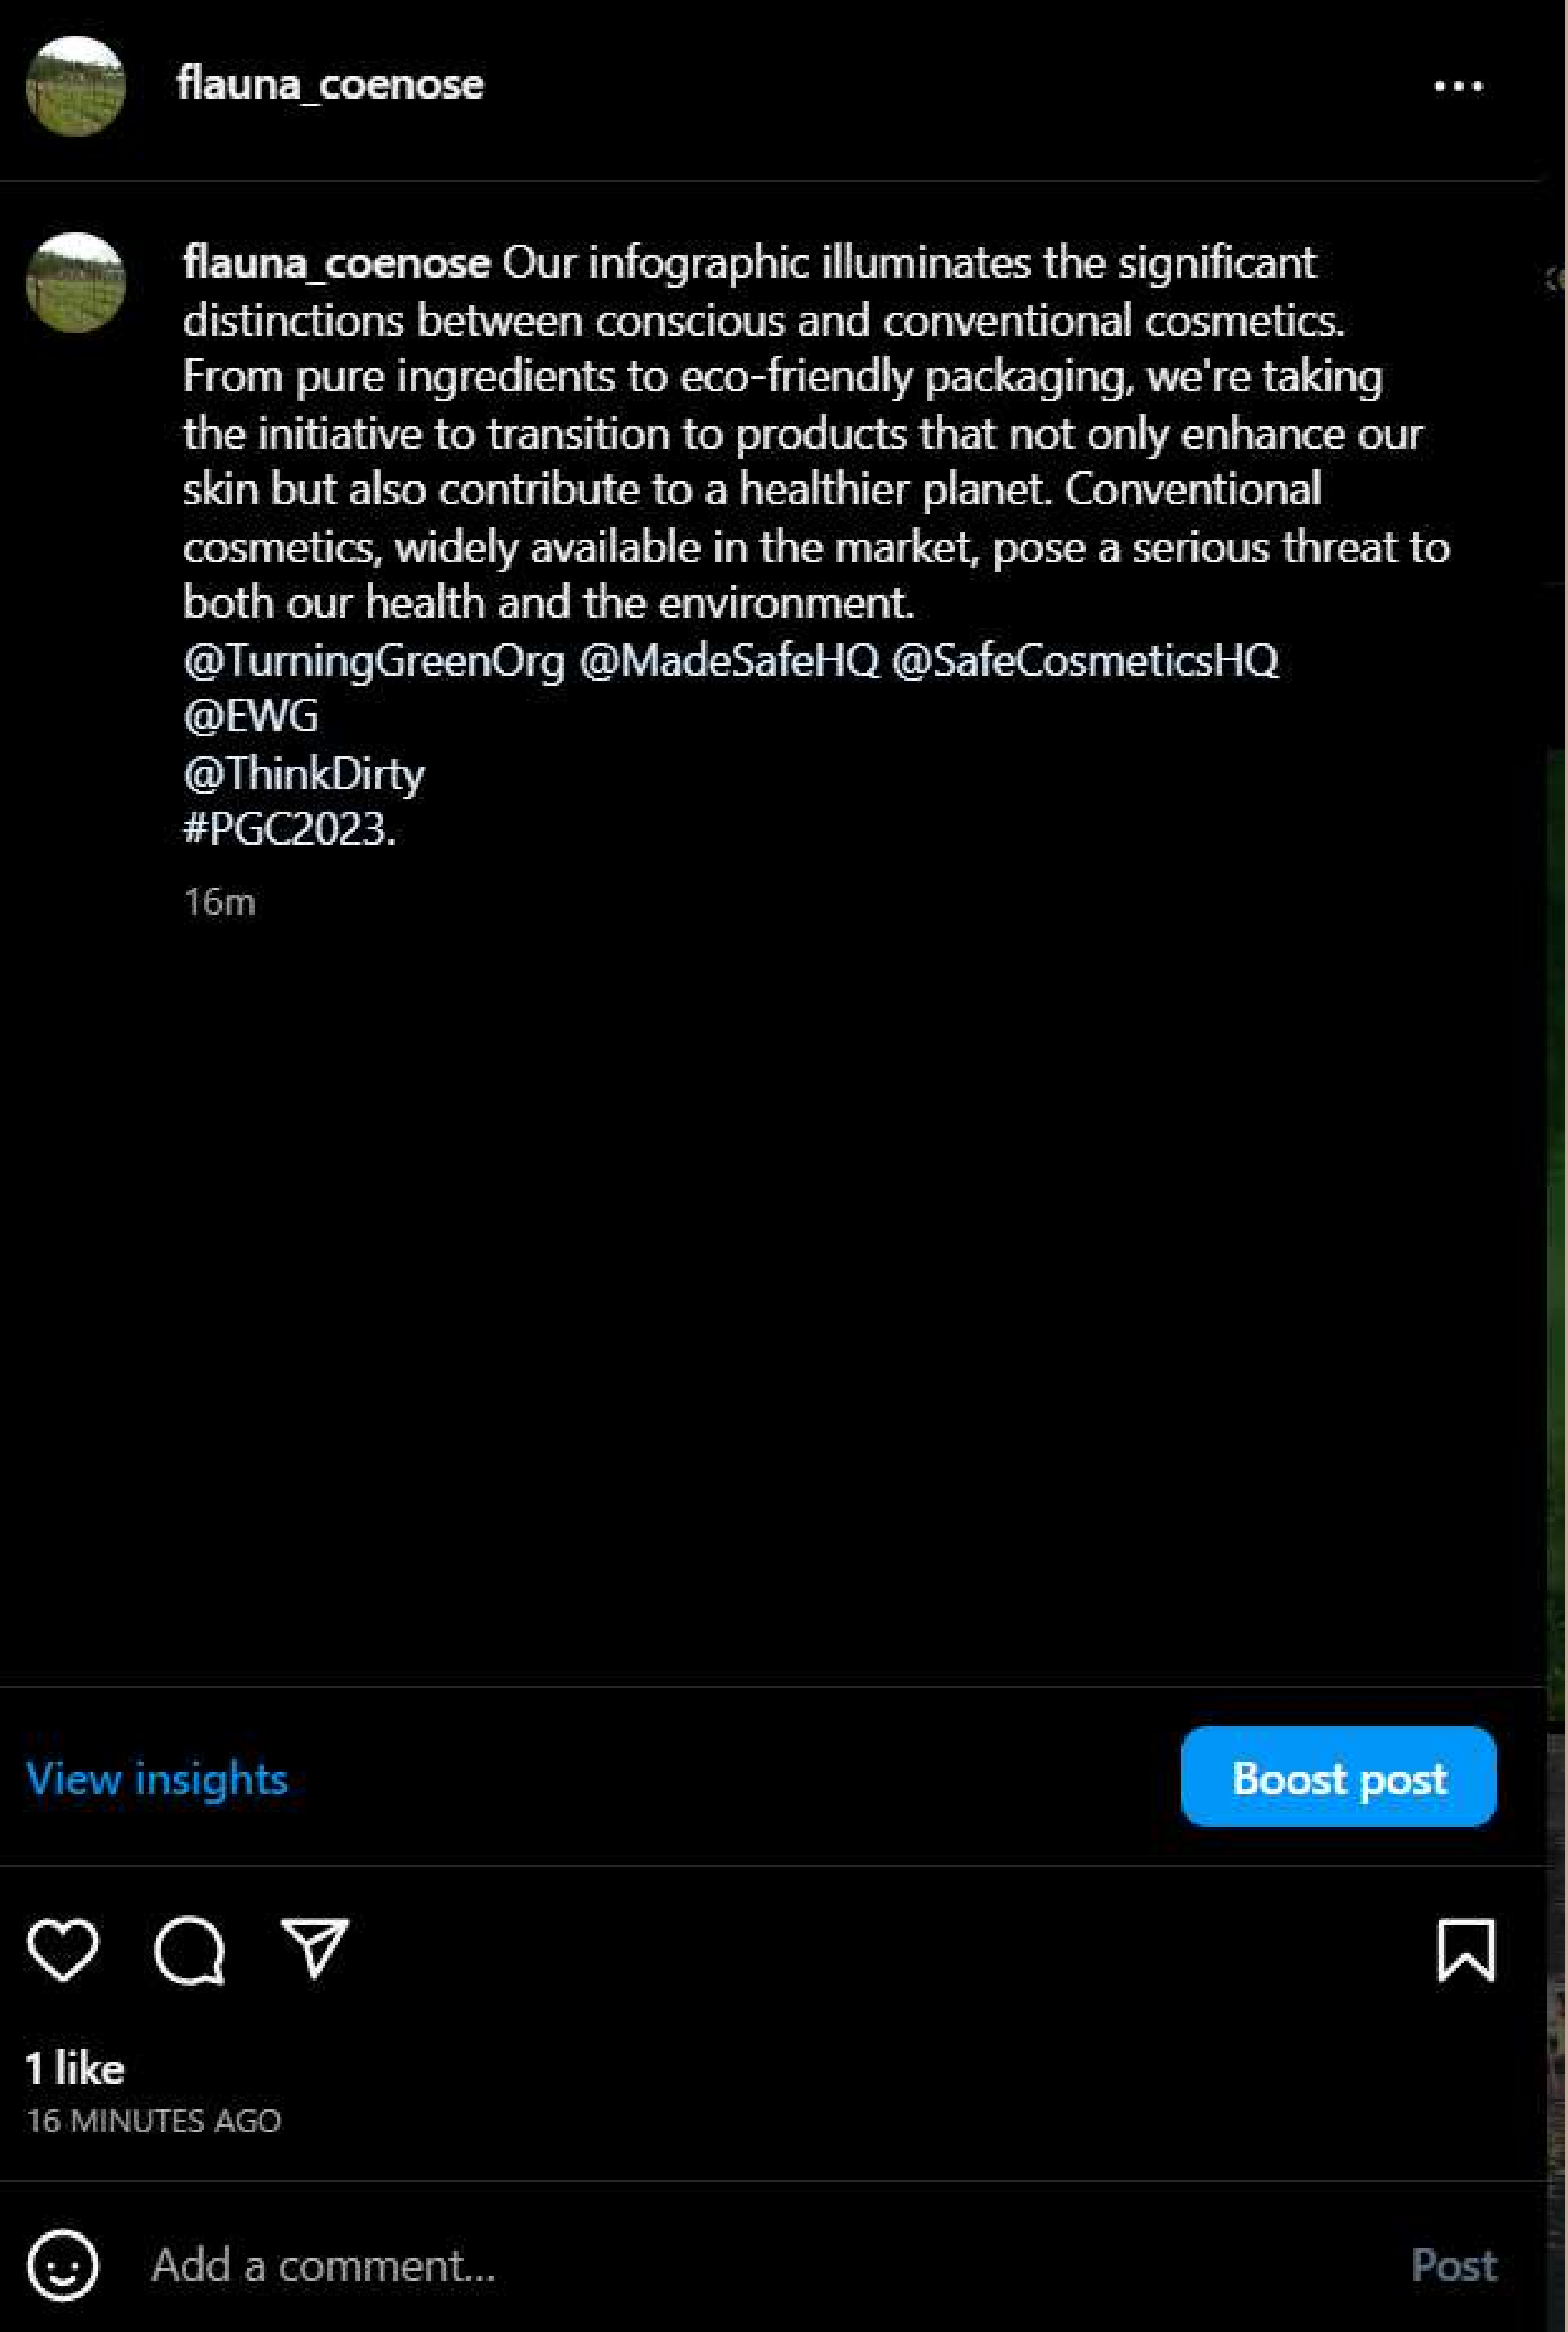 flauna_coenose
flauna_coenose Our infographic illuminates the significant
distinctions between conscious and conventional cosmetics.
From pure ingredients to eco-friendly packaging, we're taking
the initiative to transition to products that not only enhance our
skin but also contribute to a healthier planet. Conventional
cosmetics, widely available in the market, pose a serious threat to
both our health and the environment.
@TurningGreenOrg @MadeSafeHQ @SafeCosmeticsHQ
@EWG
@ThinkDirty
#PGC2023.
16m
View insights
Boost post
1 like
16 MINUTES AGO
Add a comment...
Post